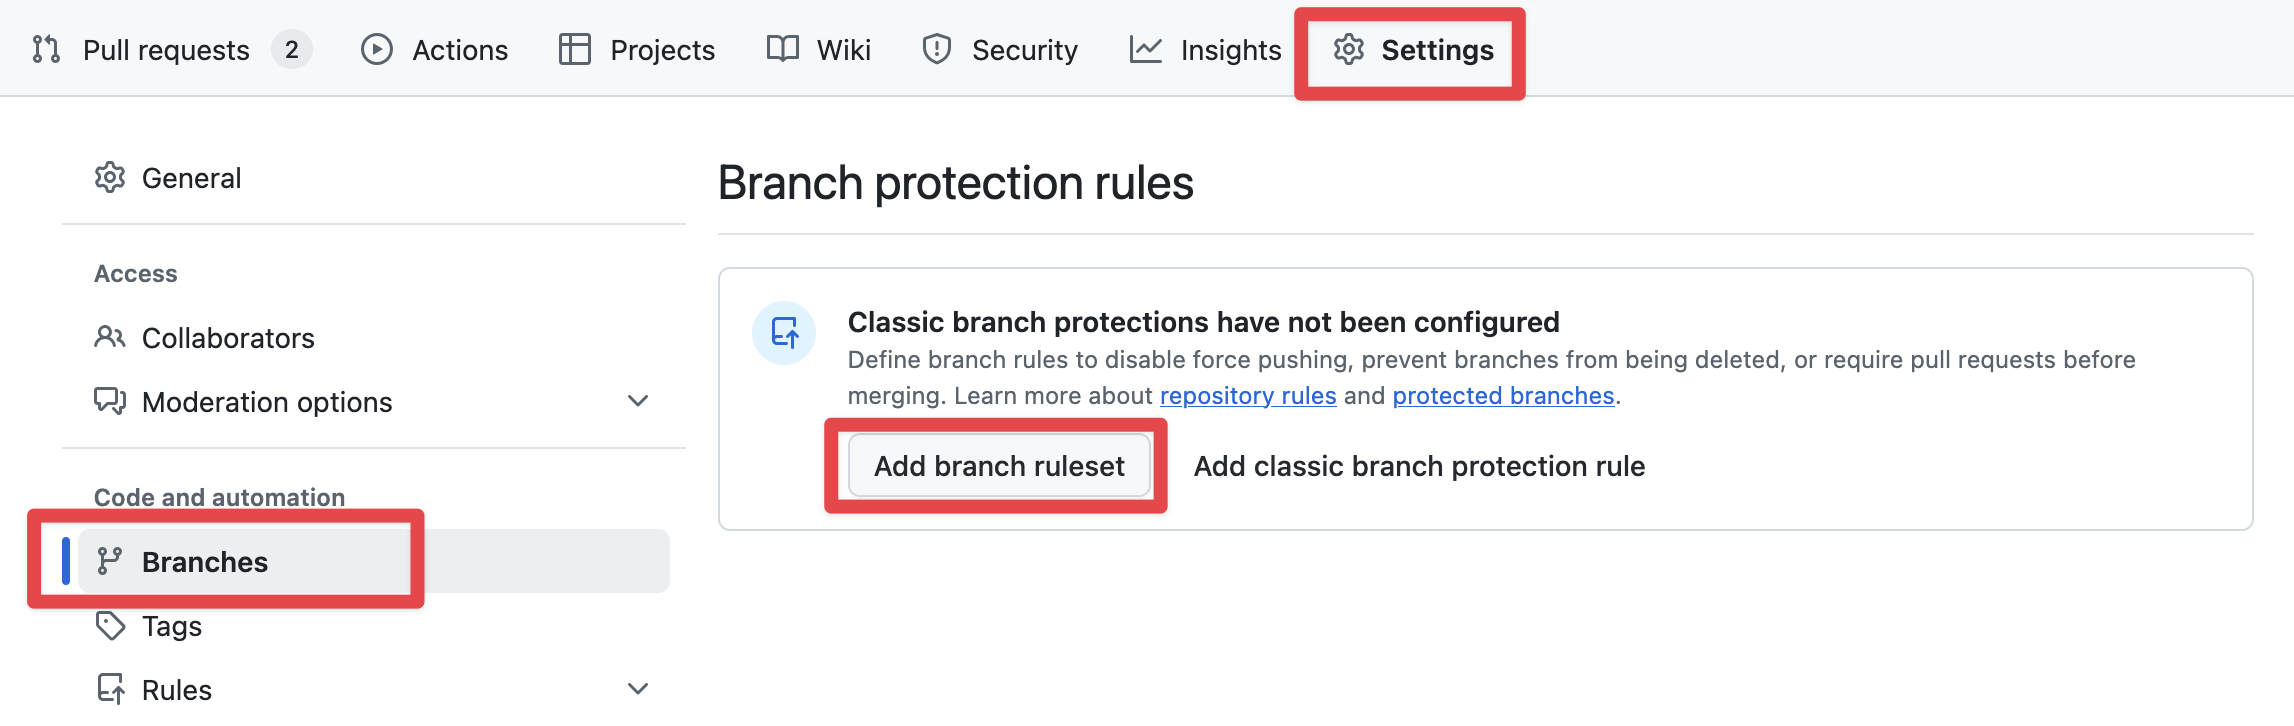 Pull requests 2 Actions Projects Wiki Security Insights Settings
General
Access
Collaborators
Moderation options
Code and automation
Branches
Tags
Rules
Branch protection rules
Classic branch protections have not been configured
Define branch rules to disable force pushing, prevent branches from being deleted, or require pull requests before
merging. Learn more about repository rules and protected branches.
Add branch ruleset Add classic branch protection rule